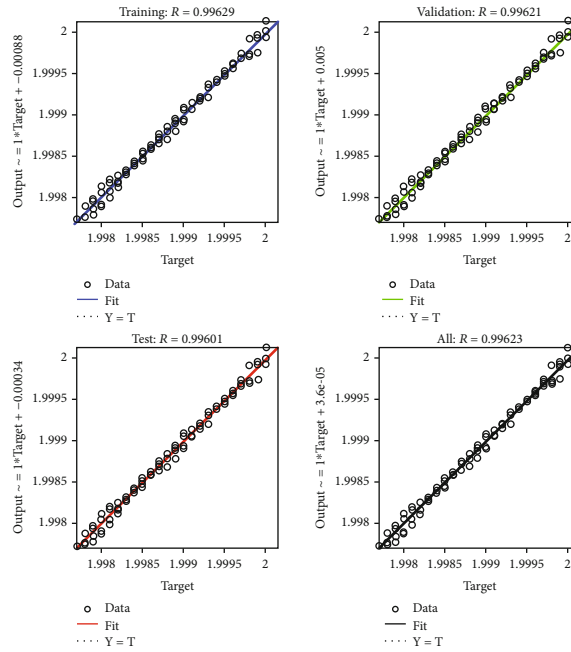 Training: R = 0.99629
Output ~ = 1*Target + −0.00088
2
1.9995
1.999
1.9985
1.998
1.998 1.9985 1.999 1.9995 2
Target
Data
Fit
Y = T
Validation: R = 0.99621
Output ~ = 1*Target + 0.005
2
1.9995
1.999
1.9985
1.998
1.998 1.9985 1.999 1.9995 2
Target
Data
Fit
Y = T
Test: R = 0.99601
Output ~ = 1*Target + −0.00034
2
1.9995
1.999
1.9985
1.998
1.998 1.9985 1.999 1.9995 2
Target
Data
Fit
Y = T
All: R = 0.99623
Output ~ = 1*Target + 3.6e-05
2
1.9995
1.999
1.9985
1.998
1.998 1.9985 1.999 1.9995 2
Target
Data
Fit
Y = T